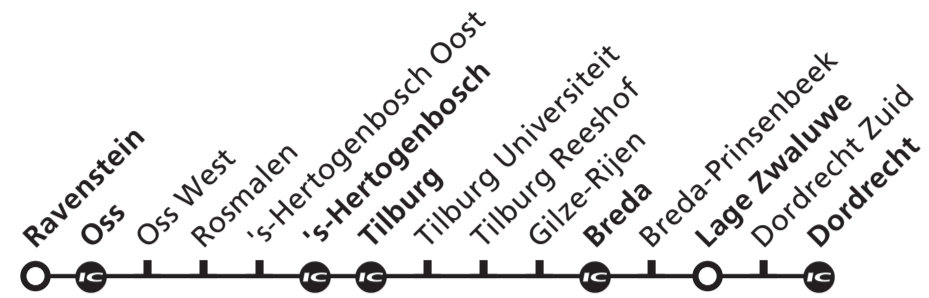 Ravenstein
Oss
Oss West
Rosmalen
's-Hertogenbosch Oost
's-Hertogenbosch
Tilburg
Tilburg Universiteit
Tilburg Reeshof
Gilze-Rijen
Breda
Breda-Prinsenbeek
Lage Zwaluwe
Dordrecht Zuid
Dordrecht
IC
IC
IC
IC
IC